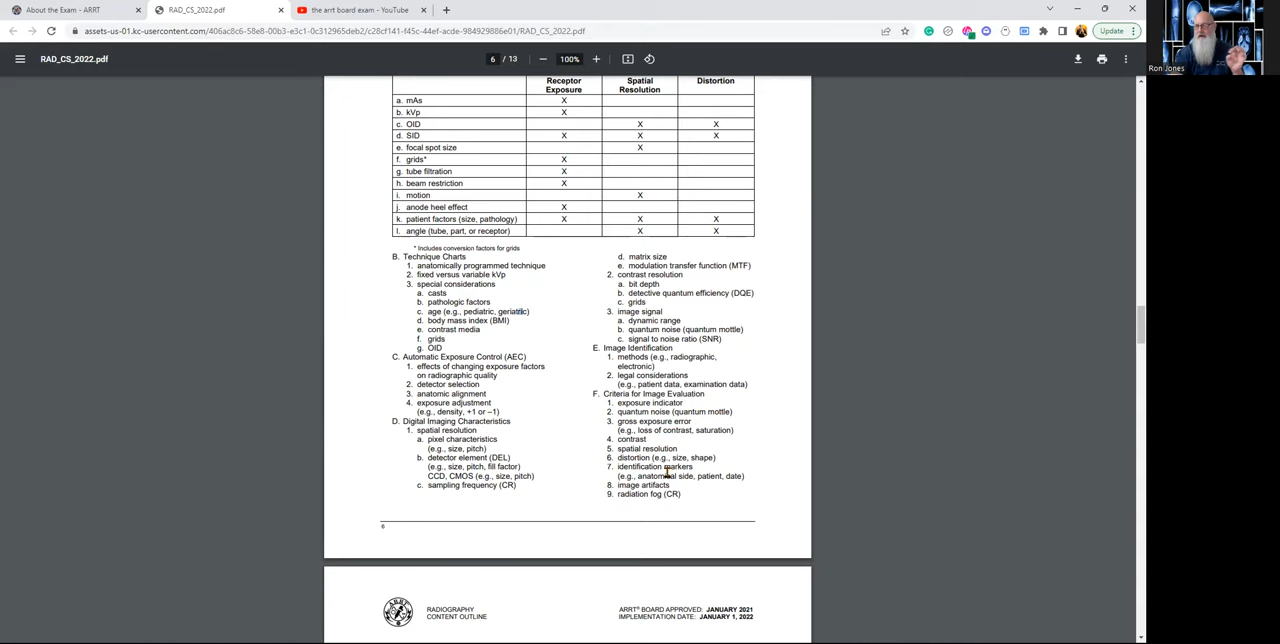 About the Exam - ARRT
RAD_CS_2022.pdf
the arrt board exam - YouTube
assets-us-01.kc-usercontent.com/406ac8c6-58e8-00b3-e3c1-0c312965deb2/c28cf141-f45c-44ef-acde-984929886e01/RAD_CS_2022.pdf
Update
RAD_CS_2022.pdf
6 / 13
100%
Ron Jones
Receptor Exposure
Spatial Resolution
Distortion
a. mAs X
b. kVp X
c. OID X X
d. SID X X X
e. focal spot size X
f. grids* X
g. tube filtration X
h. beam restriction X
i. motion X
j. anode heel effect X
k. patient factors (size, pathology) X X X
l. angle (tube, part, or receptor) X X
* Includes conversion factors for grids
B. Technique Charts
1. anatomically programmed technique
2. fixed versus variable kVp
3. special considerations
a. casts
b. pathologic factors
c. age (e.g., pediatric, geriatric)
d. body mass index (BMI)
e. contrast media
f. grids
g. OID
C. Automatic Exposure Control (AEC)
1. effects of changing exposure factors
on radiographic quality
2. detector selection
3. anatomic alignment
4. exposure adjustment
(e.g., density, +1 or –1)
D. Digital Imaging Characteristics
1. spatial resolution
a. pixel characteristics
(e.g., size, pitch)
b. detector element (DEL)
(e.g., size, pitch, fill factor)
CCD, CMOS (e.g., size, pitch)
c. sampling frequency (CR)
d. matrix size
e. modulation transfer function (MTF)
2. contrast resolution
a. bit depth
b. detective quantum efficiency (DQE)
c. grids
3. image signal
a. dynamic range
b. quantum noise (quantum mottle)
c. signal to noise ratio (SNR)
E. Image Identification
1. methods (e.g., radiographic,
electronic)
2. legal considerations
(e.g., patient data, examination data)
F. Criteria for Image Evaluation
1. exposure indicator
2. quantum noise (quantum mottle)
3. gross exposure error
(e.g., loss of contrast, saturation)
4. contrast
5. spatial resolution
6. distortion (e.g., size, shape)
7. identification markers
(e.g., anatomical side, patient, date)
8. image artifacts
9. radiation fog (CR)
6
ARRT
RADIOGRAPHY
CONTENT OUTLINE
ARRT® BOARD APPROVED: JANUARY 2021
IMPLEMENTATION DATE: JANUARY 1, 2022